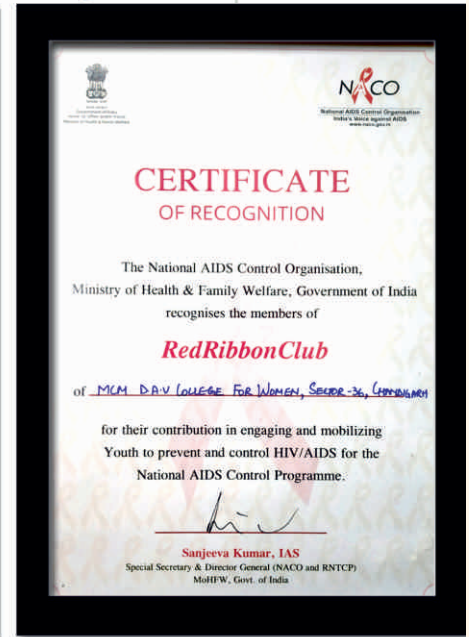 NACO
National AIDS Control Organisation
India's Voice against AIDS
www.naco.gov.in
CERTIFICATE
OF RECOGNITION
The National AIDS Control Organisation,
Ministry of Health & Family Welfare, Government of India
recognises the members of
RedRibbonClub
of MCM D.A.V COLLEGE FOR WOMEN, SECTOR-36, CHANDIGARH
for their contribution in engaging and mobilizing
Youth to prevent and control HIV/AIDS for the
National AIDS Control Programme.
Sanjeeva Kumar, IAS
Special Secretary & Director General (NACO and RNTCP)
MoHFW, Govt. of India